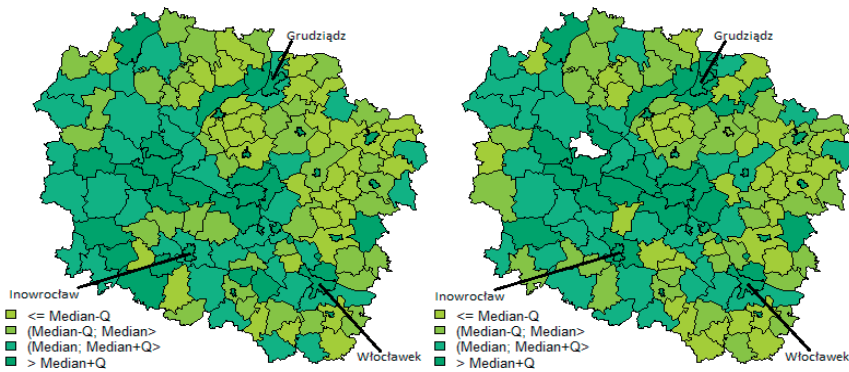 Grudziądz
Inowrocław
Włocławek
<= Median-Q
(Median-Q; Median>
(Median; Median+Q>
> Median+Q
Grudziądz
Inowrocław
Włocławek
<= Median-Q
(Median-Q; Median>
(Median; Median+Q>
> Median+Q